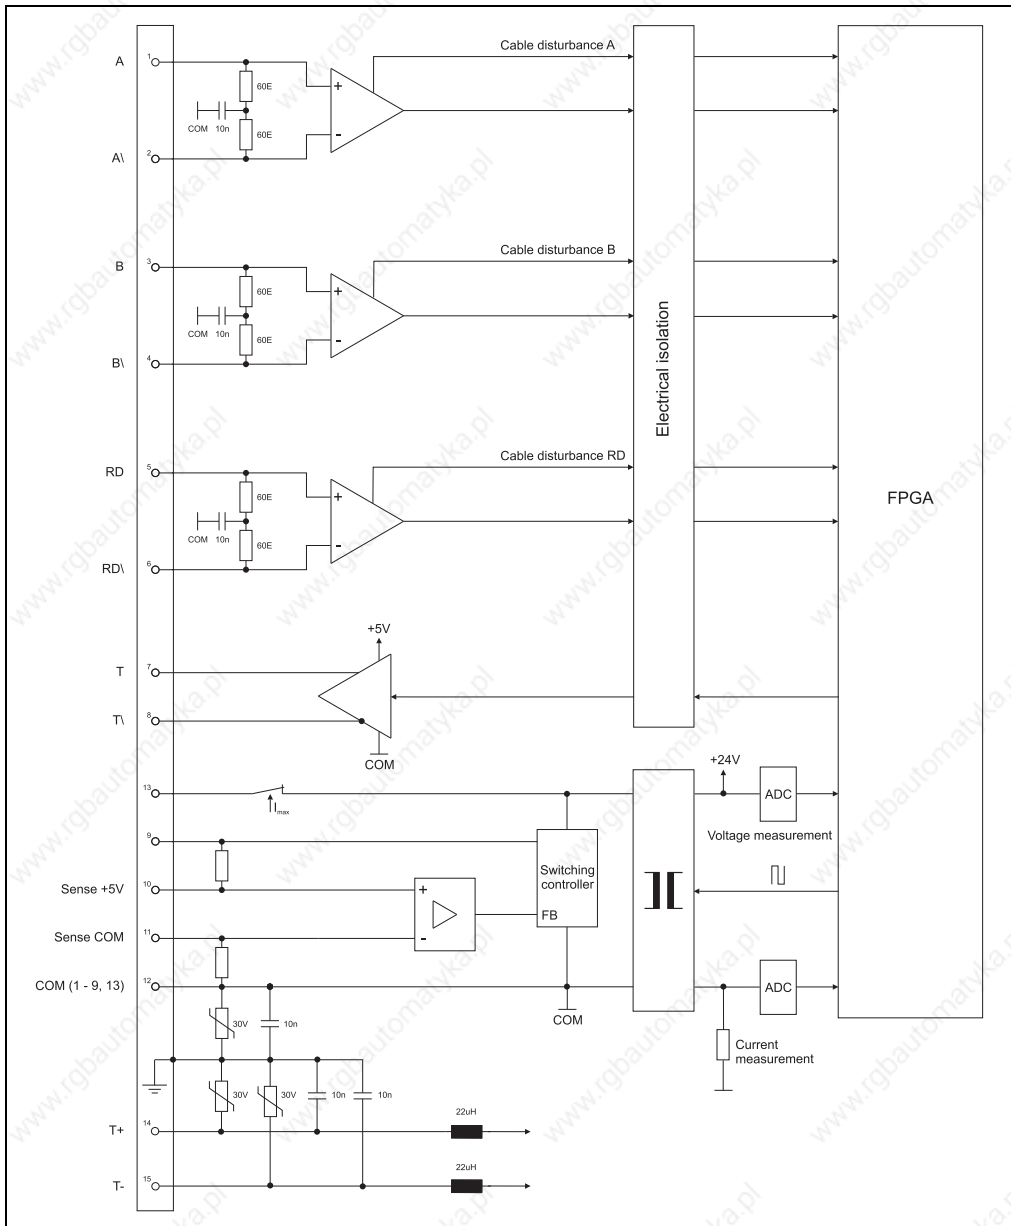 A
1
60E
COM 10n
60E
A\
2
Cable disturbance A
B
3
60E
COM 10n
60E
B\
4
Cable disturbance B
Electrical isolation
RD
5
60E
COM 10n
60E
RD\
6
Cable disturbance RD
FPGA
T
7
+5V
T\
8
COM
13
Imax
+24V
ADC
Voltage measurement
9
Switching
controller
FB
Sense +5V
10
+
-
Sense COM
11
COM (1 - 9, 13)
12
COM
ADC
30V
10n
Current
measurement
30V
30V
10n
10n
T+
14
22uH
T-
15
22uH
+
-
+
-
+
-
www.rgbautomatyka.pl